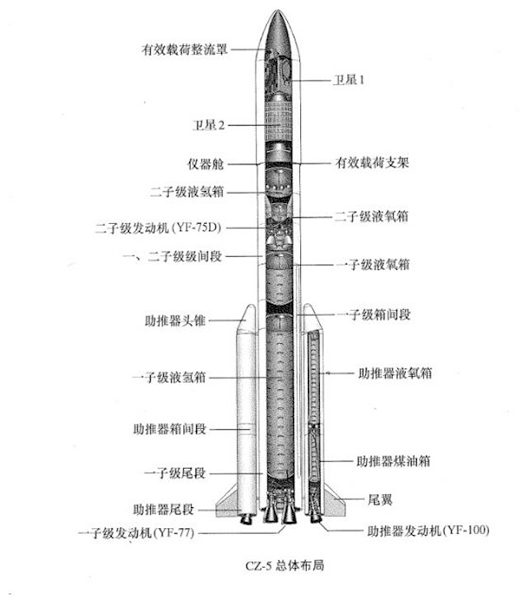 有效载荷整流罩
卫星1
卫星2
仪器舱
有效载荷支架
二子级液氢箱
二子级液氧箱
二子级发动机(YF-75D)
一、二子级级间段
一子级液氧箱
助推器头锥
一子级箱间段
一子级液氢箱
助推器液氧箱
助推器箱间段
助推器煤油箱
一子级尾段
尾翼
助推器尾段
一子级发动机(YF-77)
助推器发动机(YF-100)
CZ-5 总体布局